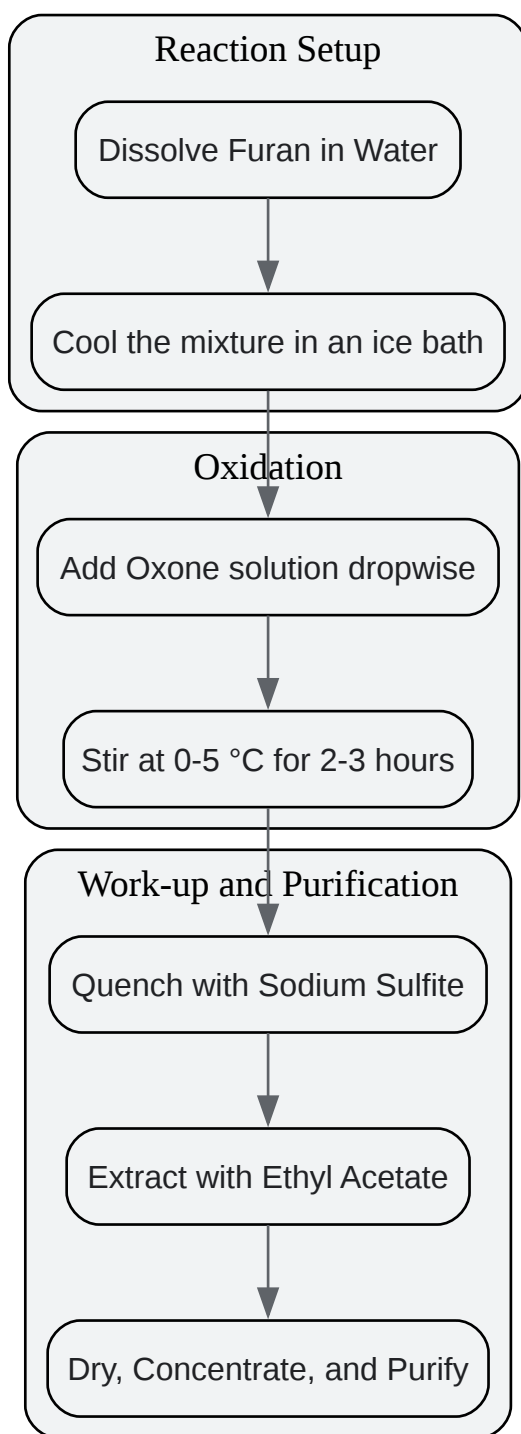 Reaction Setup
Dissolve Furan in Water
Cool the mixture in an ice bath
Oxidation
Add Oxone solution dropwise
Stir at 0-5 °C for 2-3 hours
Work-up and Purification
Quench with Sodium Sulfite
Extract with Ethyl Acetate
Dry, Concentrate, and Purify